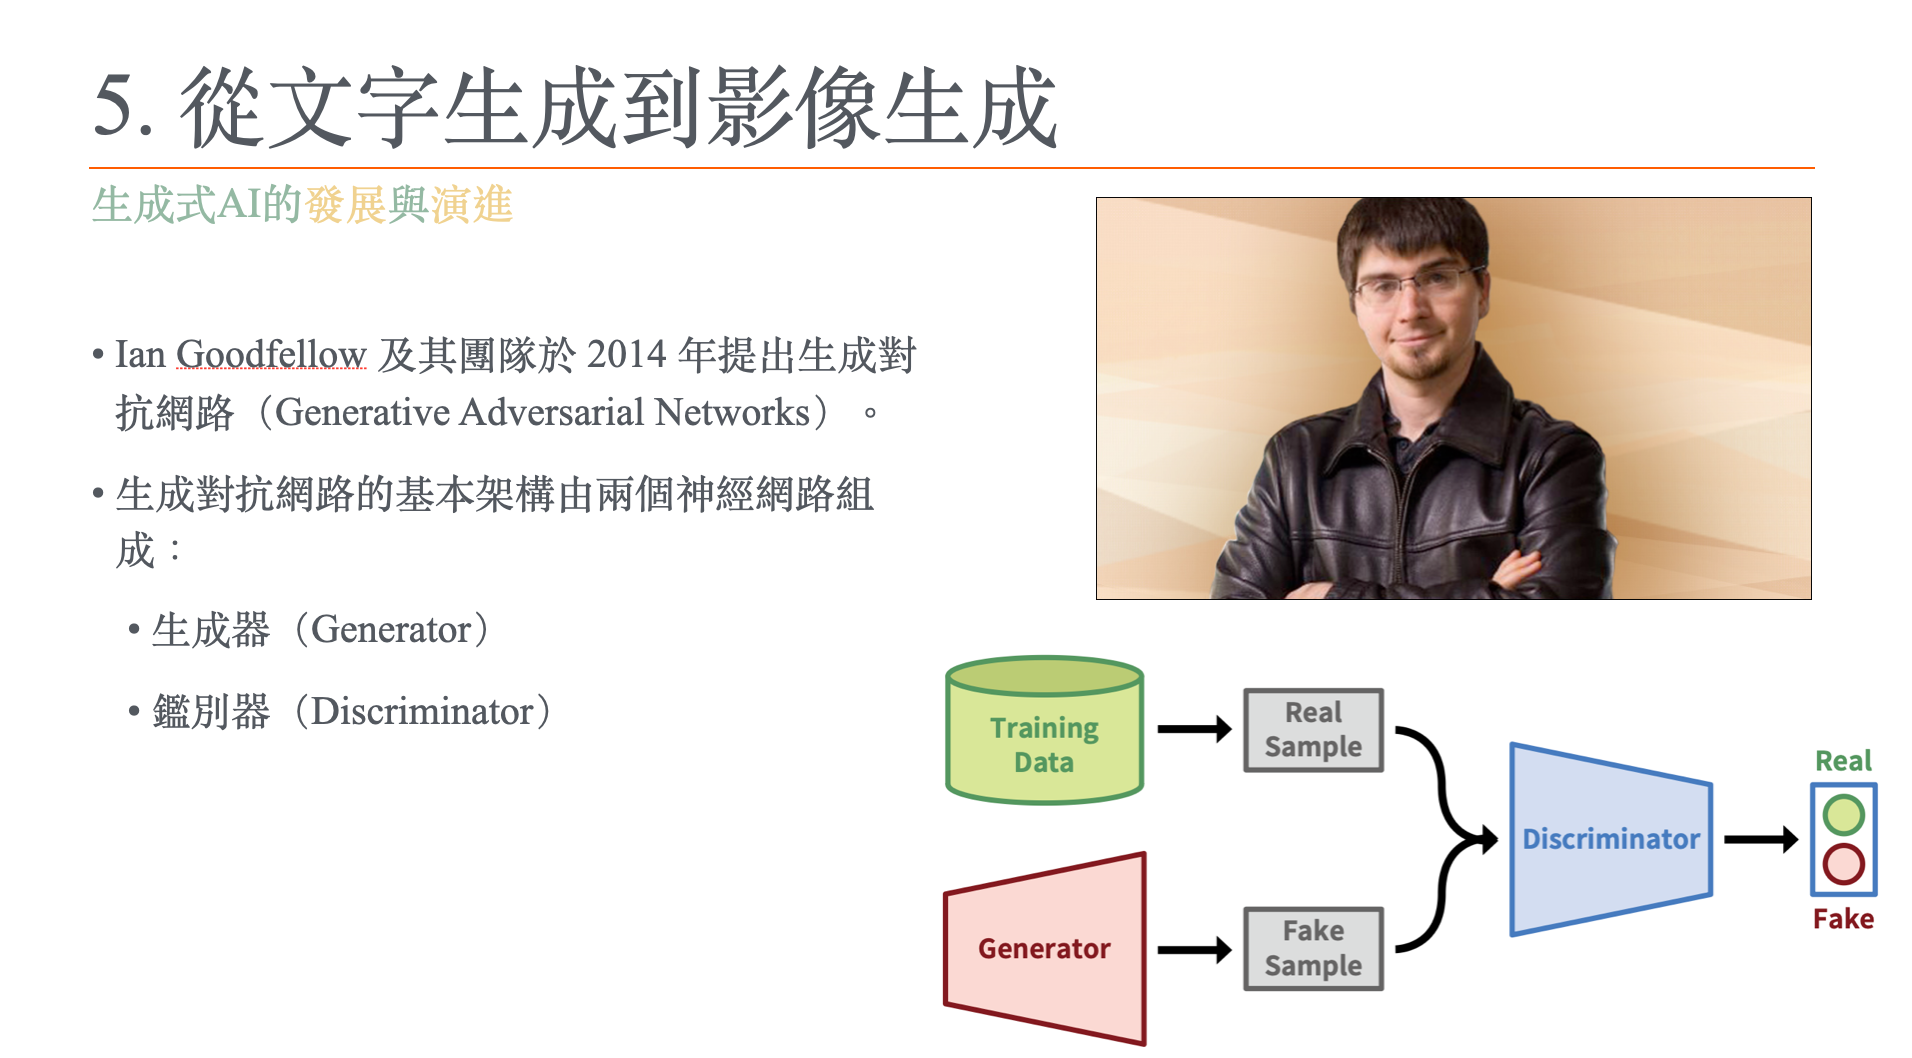 5. 從文字生成到影像生成
生成式AI的發展與演進
• Ian Goodfellow 及其團隊於 2014 年提出生成對
抗網路（Generative Adversarial Networks）。
• 生成對抗網路的基本架構由兩個神經網路組
成：
• 生成器（Generator）
• 鑑別器（Discriminator）
Training
Data
Real
Sample
Generator
Fake
Sample
Discriminator
Real
Fake